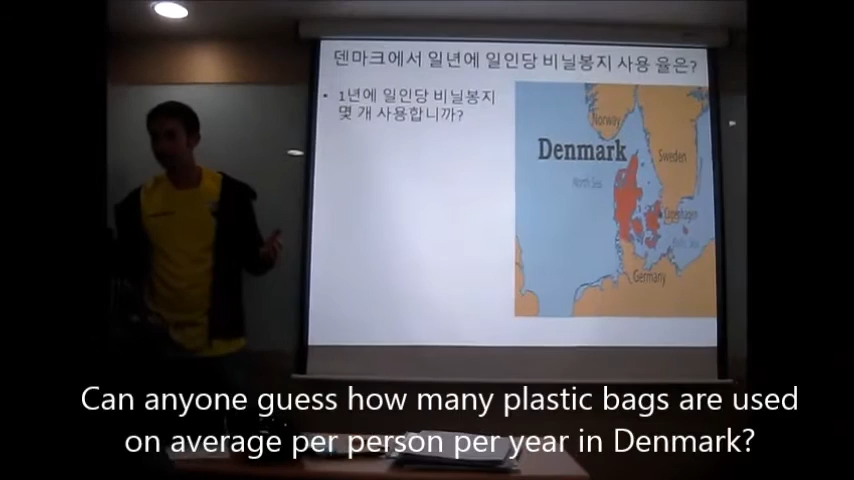 덴마크에서 일년에 일인당 비닐봉지 사용 율은?
• 1년에 일인당 비닐봉지
몇 개 사용합니까?
Norway
Denmark
Sweden
North Sea
Copenhagen
Baltic Sea
Germany
Can anyone guess how many plastic bags are used
on average per person per year in Denmark?